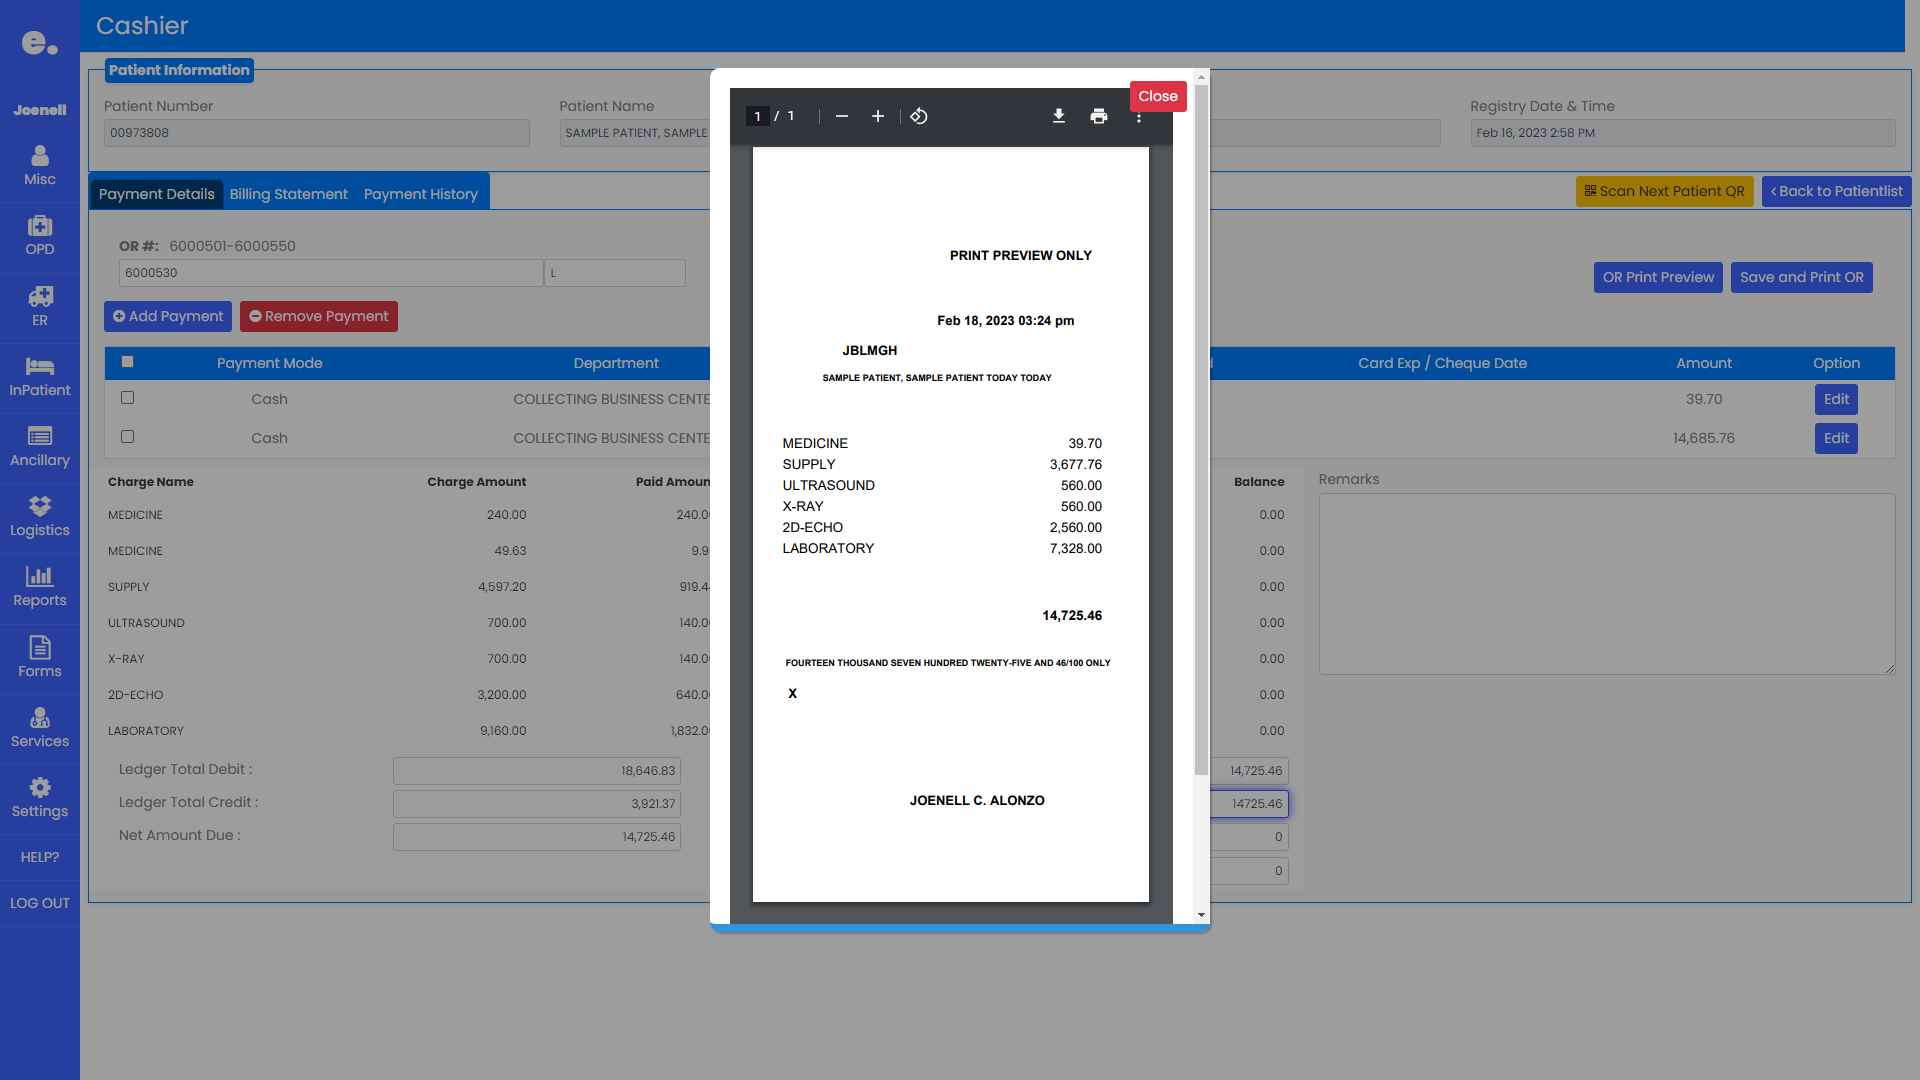 e.
Joenell
Misc
OPD
ER
InPatient
Ancillary
Logistics
Reports
Forms
Services
Settings
HELP?
LOG OUT
Cashier
Patient Information
Patient Number
Patient Name
Registry Date & Time
00973808
SAMPLE PATIENT, SAMPLE
Feb 16, 2023 2:58 PM
Payment Details
Billing Statement
Payment History
Scan Next Patient QR
Back to Patientlist
OR #: 6000501-6000550
6000530
L
OR Print Preview
Save and Print OR
Add Payment
Remove Payment
Payment Mode
Department
Card Exp / Cheque Date
Amount
Option
Cash
COLLECTING BUSINESS CENTE
39.70
Edit
Cash
COLLECTING BUSINESS CENTE
14,685.76
Edit
Charge Name
Charge Amount
Paid Amoun
Balance
MEDICINE 240.00 240.0 0.00
MEDICINE 49.63 9.9 0.00
SUPPLY 4,597.20 919.4 0.00
ULTRASOUND 700.00 140.0 0.00
X-RAY 700.00 140.0 0.00
2D-ECHO 3,200.00 640.0 0.00
LABORATORY 9,160.00 1,832.0 0.00
Remarks
Ledger Total Debit : 18,646.83 14,725.46
Ledger Total Credit : 3,921.37 14725.46
Net Amount Due : 14,725.46 0
0
Close
1 / 1
PRINT PREVIEW ONLY
Feb 18, 2023 03:24 pm
JBLMGH
SAMPLE PATIENT, SAMPLE PATIENT TODAY TODAY
MEDICINE 39.70
SUPPLY 3,677.76
ULTRASOUND 560.00
X-RAY 560.00
2D-ECHO 2,560.00
LABORATORY 7,328.00
14,725.46
FOURTEEN THOUSAND SEVEN HUNDRED TWENTY-FIVE AND 46/100 ONLY
X
JOENELL C. ALONZO